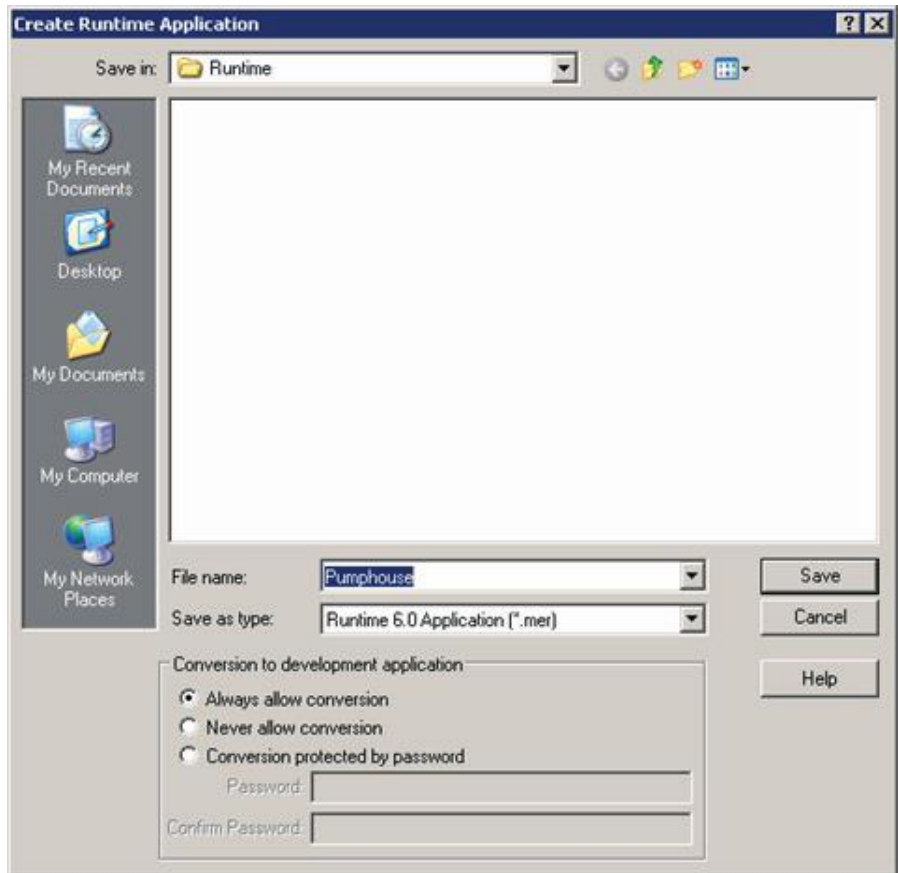 Create Runtime Application
Save in: Runtime
My Recent
Documents
Desktop
My Documents
My Computer
My Network
Places
File name: Pumphouse
Save
Save as type: Runtime 6.0 Application (*.mer)
Cancel
Help
Conversion to development application
Always allow conversion
Never allow conversion
Conversion protected by password
Password:
Confirm Password: